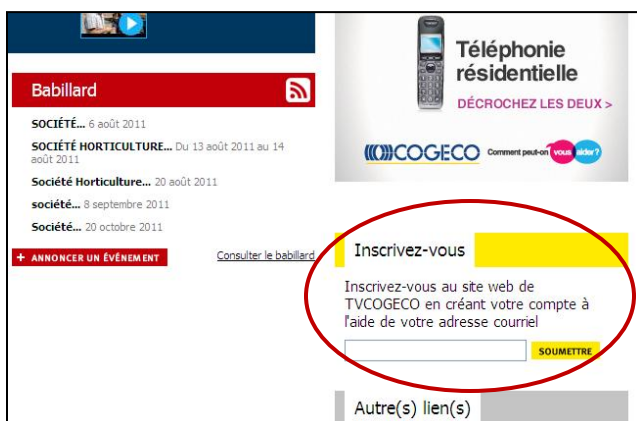 Babillard
SOCIÉTÉ... 6 août 2011
SOCIÉTÉ HORTICULTURE... Du 13 août 2011 au 14
août 2011
Société Horticulture... 20 août 2011
société... 8 septembre 2011
Société... 20 octobre 2011
+ ANNONCER UN ÉVÉNEMENT
Consulter le babillard
Téléphonie
résidentielle
DÉCROCHEZ LES DEUX >
COGECO
Comment peut-on vous aider?
Inscrivez-vous
Inscrivez-vous au site web de
TVCOGECO en créant votre compte à
l'aide de votre adresse courriel
SOUMETTRE
Autre(s) lien(s)